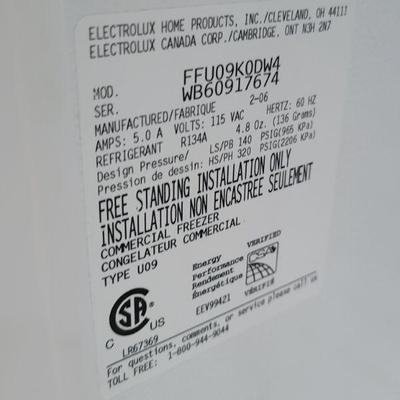 ELECTROLUX HOME PRODUCTS, INC./CLEVELAND, OH 44111
ELECTROLUX CANADA CORP./CAMBRIDGE, ONT N3H 2N7
MOD. FFU09K0DW4
SER. WB60917674
MANUFACTURED/FABRIQUE 2-06
AMPS: 5.0 A VOLTS: 115 VAC HERTZ: 60 HZ
REFRIGERANT R134A 4.8 Oz. (136 Grams)
Design Pressure/ LS/PB 140 PSIG(965 KPa)
Pression de dessin: HS/PH 320 PSIG(2206 KPa)
FREE STANDING INSTALLATION ONLY
INSTALLATION NON ENCASTREE SEULEMENT
COMMERCIAL FREEZER
CONGELATEUR COMMERCIAL
TYPE U09
Energy
Performance
Rendement
Énergétique
VERIFIED
VÉRIFIÉ
EEV99421
C SA US
LR67369
For questions, comments, or service please call us
TOLL FREE: 1-800-944-9044